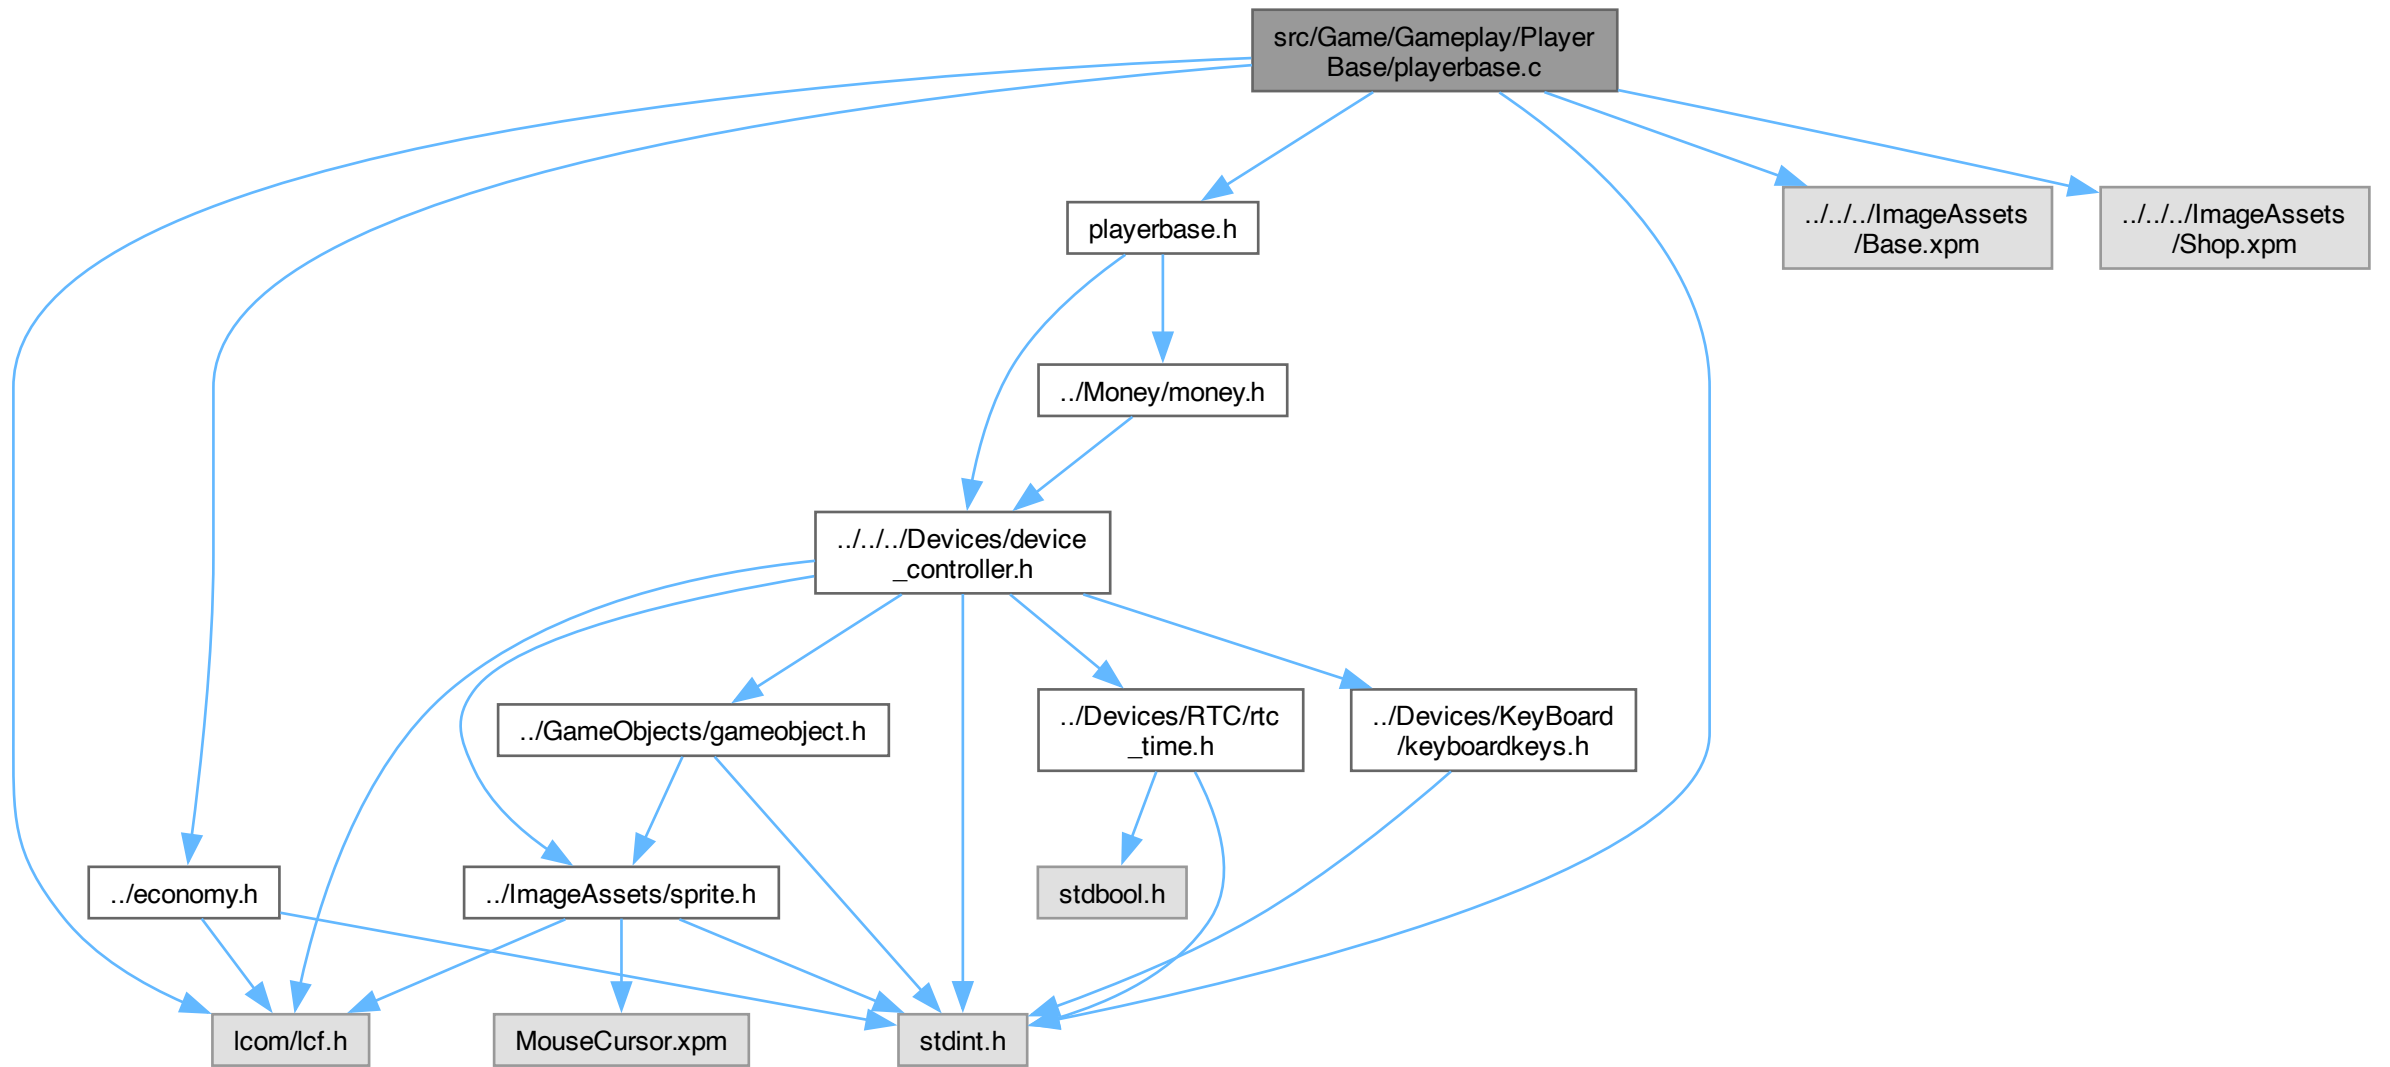 src/Game/Gameplay/Player
Base/playerbase.c
../../../ImageAssets
/Base.xpm
../../../ImageAssets
/Shop.xpm
playerbase.h
../Money/money.h
../../../Devices/device
_controller.h
../GameObjects/gameobject.h
../Devices/RTC/rtc
_time.h
../Devices/KeyBoard
/keyboardkeys.h
../economy.h
../ImageAssets/sprite.h
stdbool.h
lcom/lcf.h
MouseCursor.xpm
stdint.h